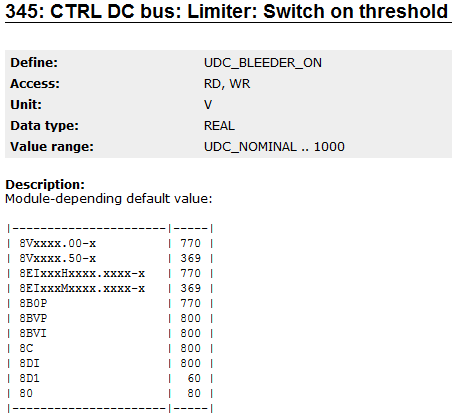 345: CTRL DC bus: Limiter: Switch on threshold
Define: UDC_BLEEDER_ON
Access: RD, WR
Unit: V
Data type: REAL
Value range: UDC_NOMINAL .. 1000
Description:
Module-depending default value:
|----------------------|-----|
| 8Vxxxx.00-x | 770 |
| 8Vxxxx.50-x | 369 |
| 8EIxxxHxxxx.xxxx-x | 770 |
| 8EIxxxMxxxx.xxxx-x | 369 |
| 8B0P | 770 |
| 8BVP | 800 |
| 8BVI | 800 |
| 8C | 800 |
| 8DI | 800 |
| 8D1 | 60 |
| 80 | 80 |
|----------------------|-----|